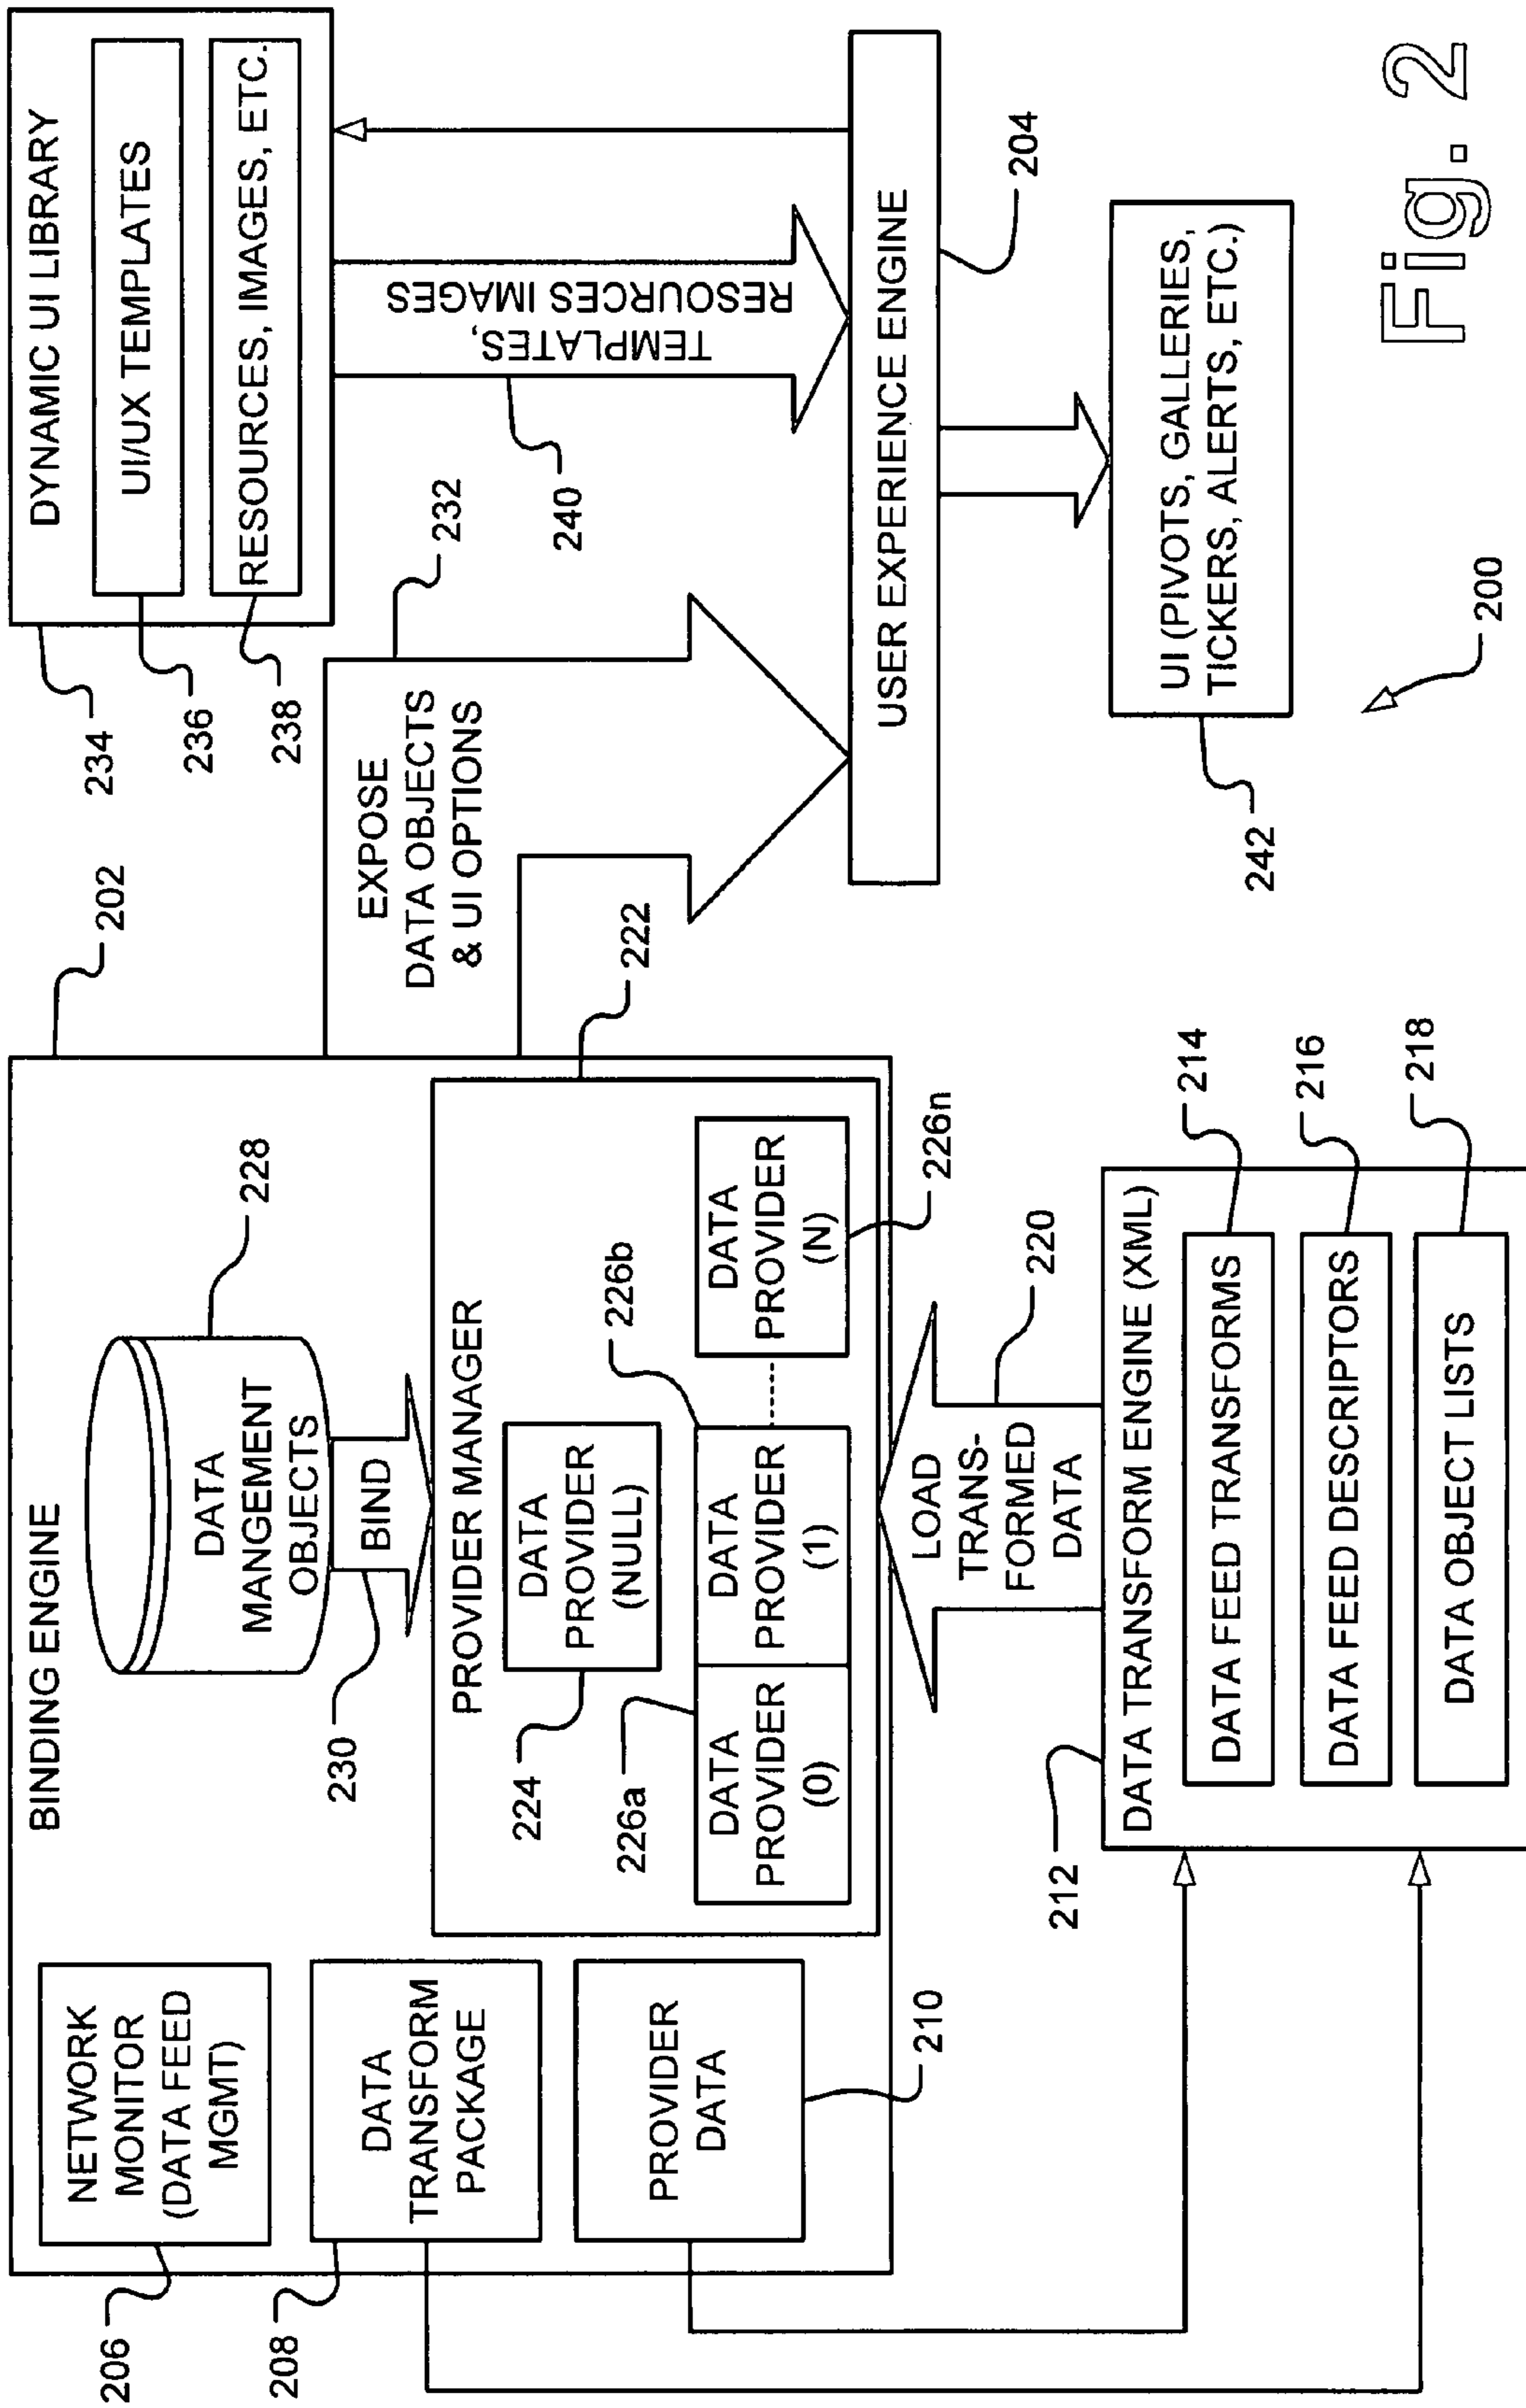 BINDING ENGINE
202
NETWORK
MONITOR
(DATA FEED
MGMT)
206
DATA
TRANSFORM
PACKAGE
208
PROVIDER
DATA
210
DATA
MANGEMENT
OBJECTS
228
BIND
230
PROVIDER MANAGER
222
DATA
PROVIDER
(NULL)
224
DATA
PROVIDER
(0)
226a
DATA
PROVIDER
(1)
226b
DATA
PROVIDER
(N)
226n
LOAD
TRANS-
FORMED
DATA
220
DATA TRANSFORM ENGINE (XML)
212
DATA FEED TRANSFORMS
214
DATA FEED DESCRIPTORS
216
DATA OBJECT LISTS
218
EXPOSE
DATA OBJECTS
& UI OPTIONS
232
DYNAMIC UI LIBRARY
234
UI/UX TEMPLATES
236
RESOURCES, IMAGES, ETC.
238
TEMPLATES,
RESOURCES IMAGES
240
USER EXPERIENCE ENGINE
204
UI (PIVOTS, GALLERIES,
TICKERS, ALERTS, ETC.)
242
200
Fig. 2